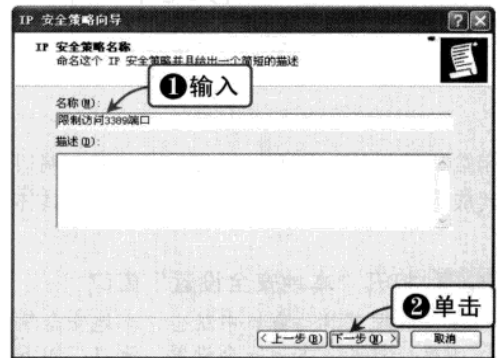 IP 安全策略向导
IP 安全策略名称
命名这个 IP 安全策略并且给出一个简短的描述
❶输入
名称(M):
限制访问3389端口
描述(D):
❷单击
< 上一步(B)
下一步(N) >
取消